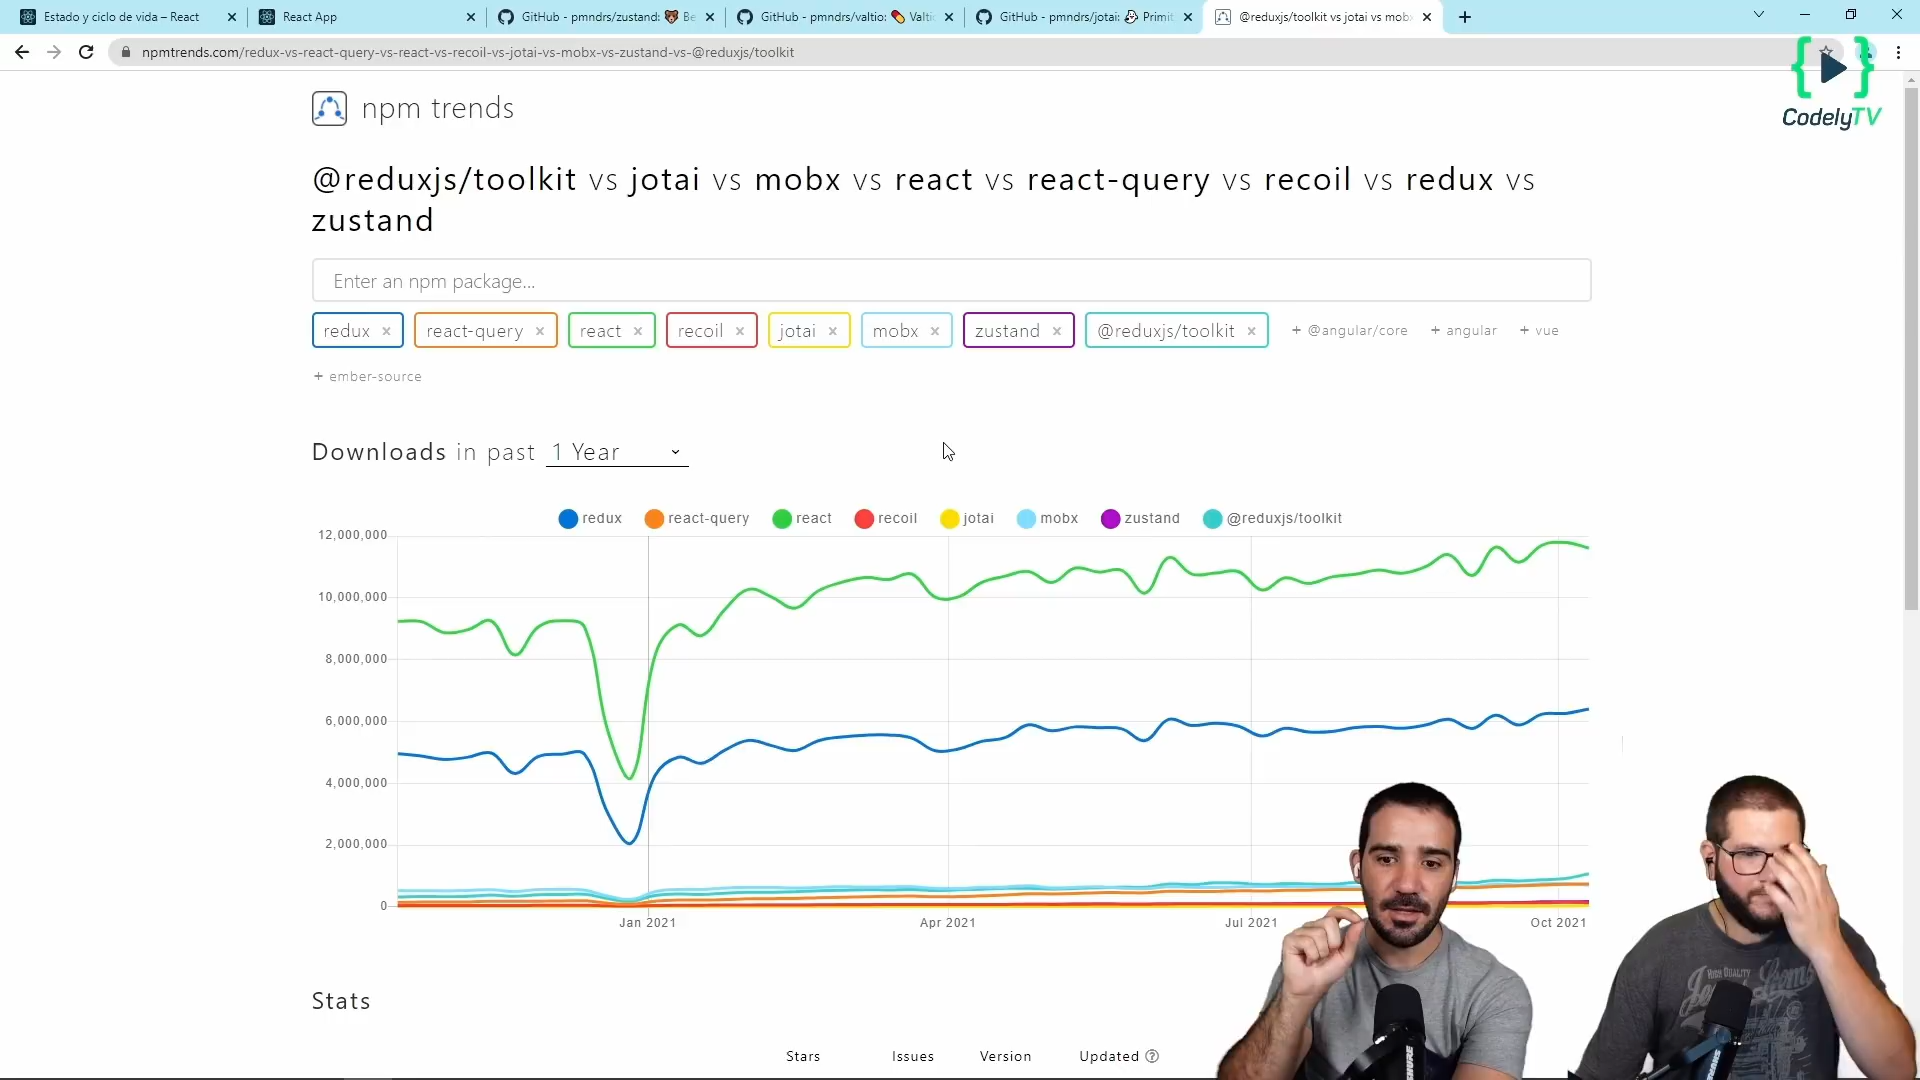 Estado y ciclo de vida – React
React App
GitHub - pmndrs/zustand: 🐻 Be
GitHub - pmndrs/valtio: 💊 Valtio
GitHub - pmndrs/jotai: 👻 Primit
@reduxjs/toolkit vs jotai vs mob
npmtrends.com/redux-vs-react-query-vs-react-vs-recoil-vs-jotai-vs-mobx-vs-zustand-vs-@reduxjs/toolkit
CodelyTV
npm trends
@reduxjs/toolkit vs jotai vs mobx vs react vs react-query vs recoil vs redux vs
zustand
Enter an npm package...
redux × react-query × react × recoil × jotai × mobx × zustand × @reduxjs/toolkit × + @angular/core + angular + vue
+ ember-source
Downloads in past 1 Year
redux react-query react recoil jotai mobx zustand @reduxjs/toolkit
12,000,000
10,000,000
8,000,000
6,000,000
4,000,000
2,000,000
0
Jan 2021 Apr 2021 Jul 2021 Oct 2021
Stats
Stars Issues Version Updated ?
HIGH QUALITY
SHURE